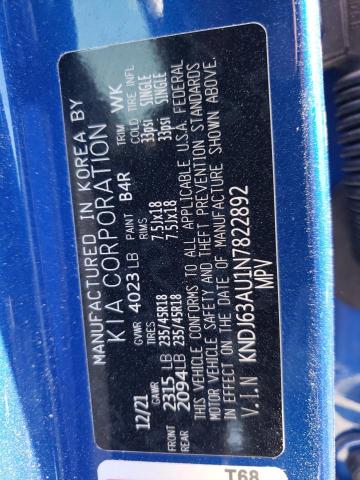 MANUFACTURED IN KOREA BY
KIA CORPORATION
12/21 GVWR 4023 LB PAINT B4R TRIM WK
GAWR TIRES RIMS COLD TIRE INFL
FRONT 2315 LB 235/45R18 7.5Jx18 33psi SINGLE
REAR 2094LB 235/45R18 7.5Jx18 33psi SINGLE
THIS VEHICLE CONFORMS TO ALL APPLICABLE U.S.A. FEDERAL
VEHICLE SAFETY AND THEFT PREVENTION STANDARDS
IN EFFECT ON THE DATE OF MANUFACTURE SHOWN ABOVE.
V.I.N KNDJ63AU1N7822892
MPV
T68